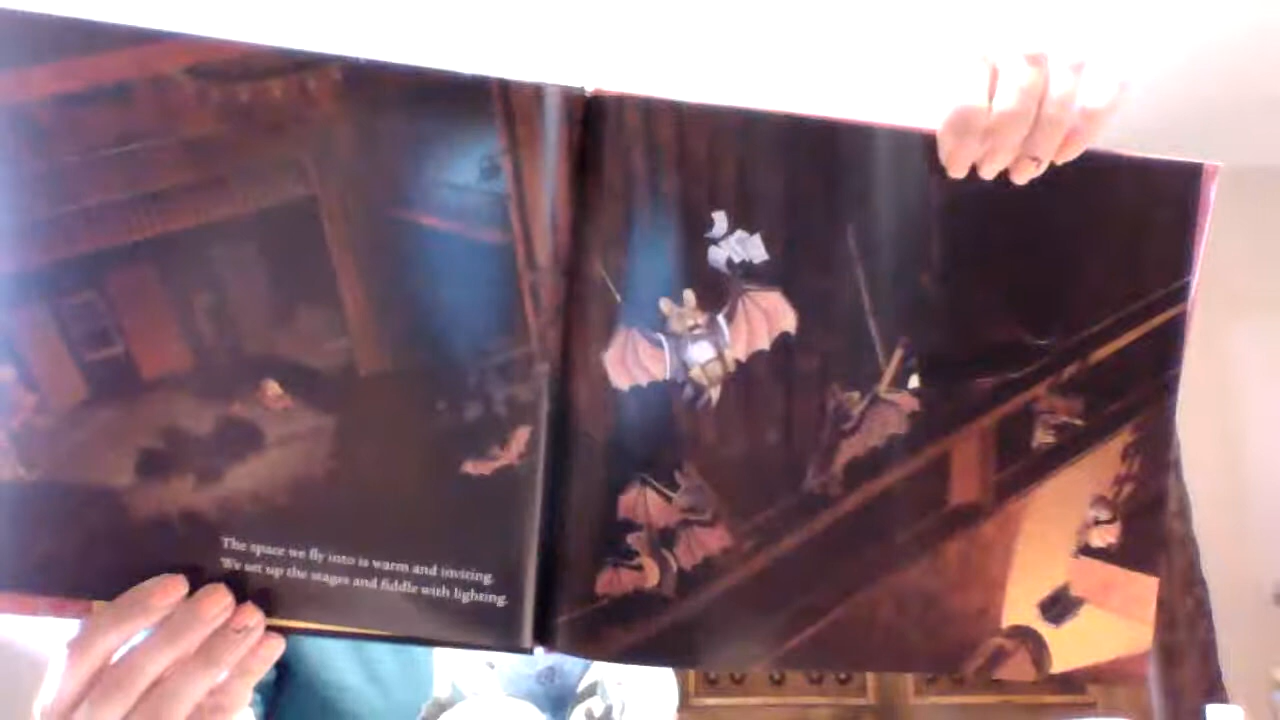 The space we fly into is warm and inviting.
We set up the stages and fiddle with lighting.